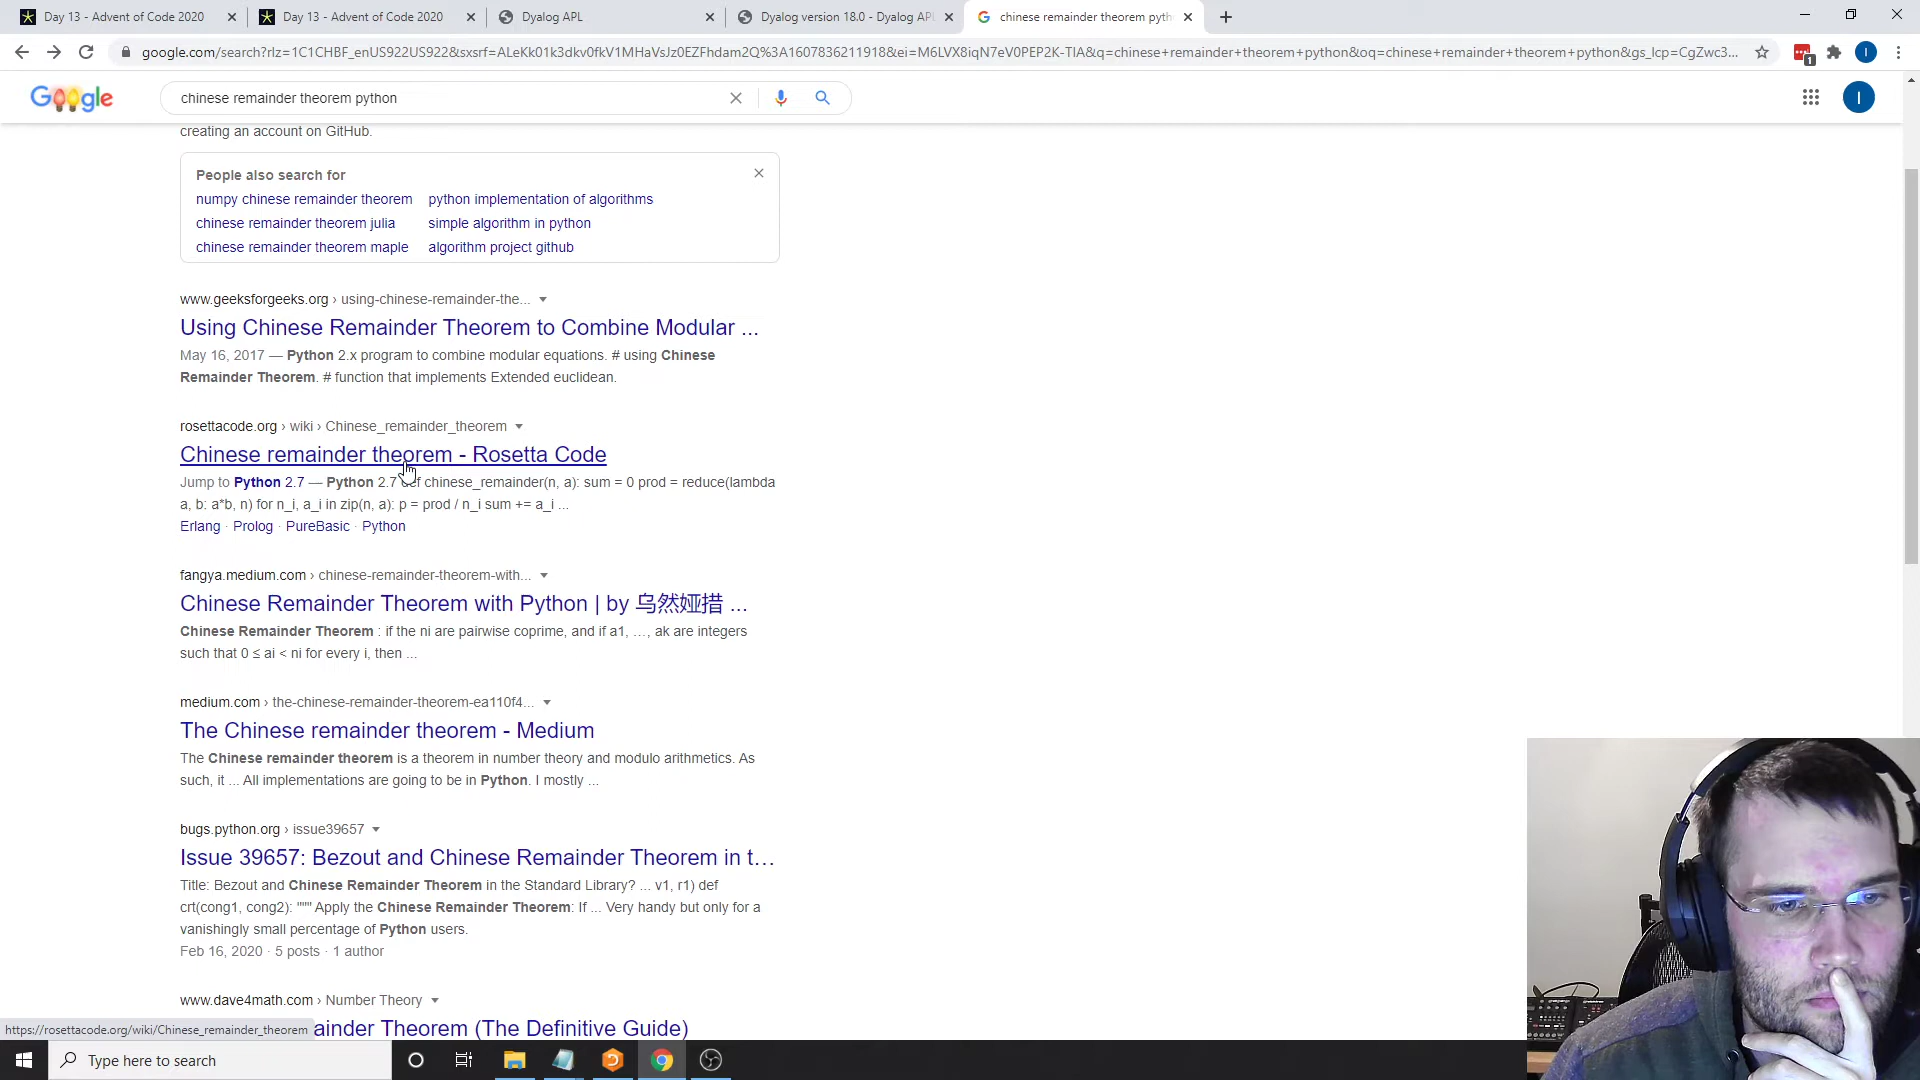 Day 13 - Advent of Code 2020
Day 13 - Advent of Code 2020
Dyalog APL
Dyalog version 18.0 - Dyalog APL
chinese remainder theorem pyth
google.com/search?rlz=1C1CHBF_enUS922US922&sxsrf=ALeKk01k3dkv0fkV1MHaVsJz0EZFhdam2Q%3A1607836211918&ei=M6LVX8iqN7eV0PEP2K-TIA&q=chinese+remainder+theorem+python&oq=chinese+remainder+theorem+python&gs_lcp=CgZwc3...
1
I
Google
chinese remainder theorem python
I
creating an account on GitHub.
People also search for
numpy chinese remainder theorem python implementation of algorithms
chinese remainder theorem julia simple algorithm in python
chinese remainder theorem maple algorithm project github
www.geeksforgeeks.org › using-chinese-remainder-the...
Using Chinese Remainder Theorem to Combine Modular ...
May 16, 2017 — Python 2.x program to combine modular equations. # using Chinese
Remainder Theorem. # function that implements Extended euclidean.
rosettacode.org › wiki › Chinese_remainder_theorem
Chinese remainder theorem - Rosetta Code
Jump to Python 2.7 — Python 2.7 def chinese_remainder(n, a): sum = 0 prod = reduce(lambda
a, b: a*b, n) for n_i, a_i in zip(n, a): p = prod / n_i sum += a_i ...
Erlang · Prolog · PureBasic · Python
fangya.medium.com › chinese-remainder-theorem-with...
Chinese Remainder Theorem with Python | by 乌然娅措 ...
Chinese Remainder Theorem : if the ni are pairwise coprime, and if a1, …, ak are integers
such that 0 ≤ ai < ni for every i, then ...
medium.com › the-chinese-remainder-theorem-ea110f4...
The Chinese remainder theorem - Medium
The Chinese remainder theorem is a theorem in number theory and modulo arithmetics. As
such, it ... All implementations are going to be in Python. I mostly ...
bugs.python.org › issue39657
Issue 39657: Bezout and Chinese Remainder Theorem in t...
Title: Bezout and Chinese Remainder Theorem in the Standard Library? ... v1, r1) def
crt(cong1, cong2): """ Apply the Chinese Remainder Theorem: If ... Very handy but only for a
vanishingly small percentage of Python users.
Feb 16, 2020 · 5 posts · 1 author
www.dave4math.com › Number Theory
ainder Theorem (The Definitive Guide)
https://rosettacode.org/wiki/Chinese_remainder_theorem
Type here to search